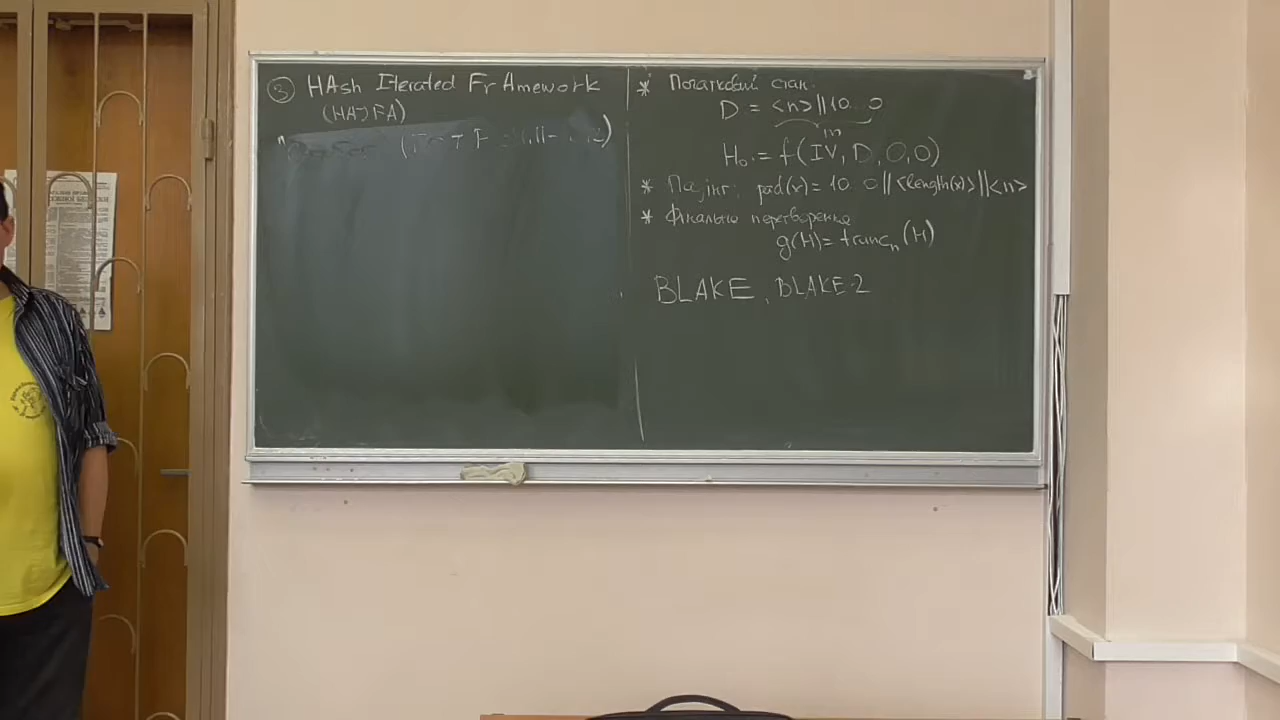 ③ HAsh Iterated FrAmework
(HAIFA)
* Початковий стан:
D = <n> || 10...0
m
H₀ := f(IV, D, 0, 0)
* Падінг: pad(x) = 10...0 || <length(x)> || <n>
* Фінальне перетворення
g(H) = truncₙ(H)
BLAKE, BLAKE-2